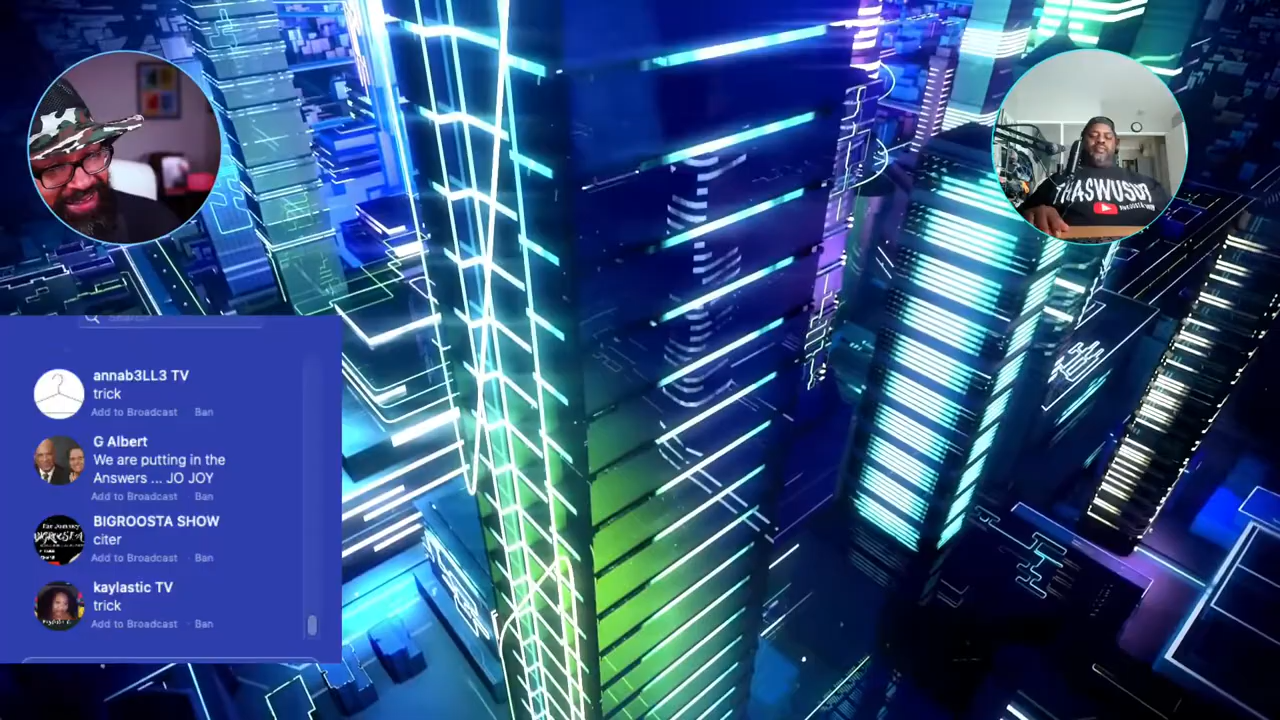 annab3LL3 TV
trick
Add to Broadcast · Ban
G Albert
We are putting in the
Answers ... JO JOY
Add to Broadcast · Ban
BIGROOSTA SHOW
citer
Add to Broadcast · Ban
kaylastic TV
trick
Add to Broadcast · Ban